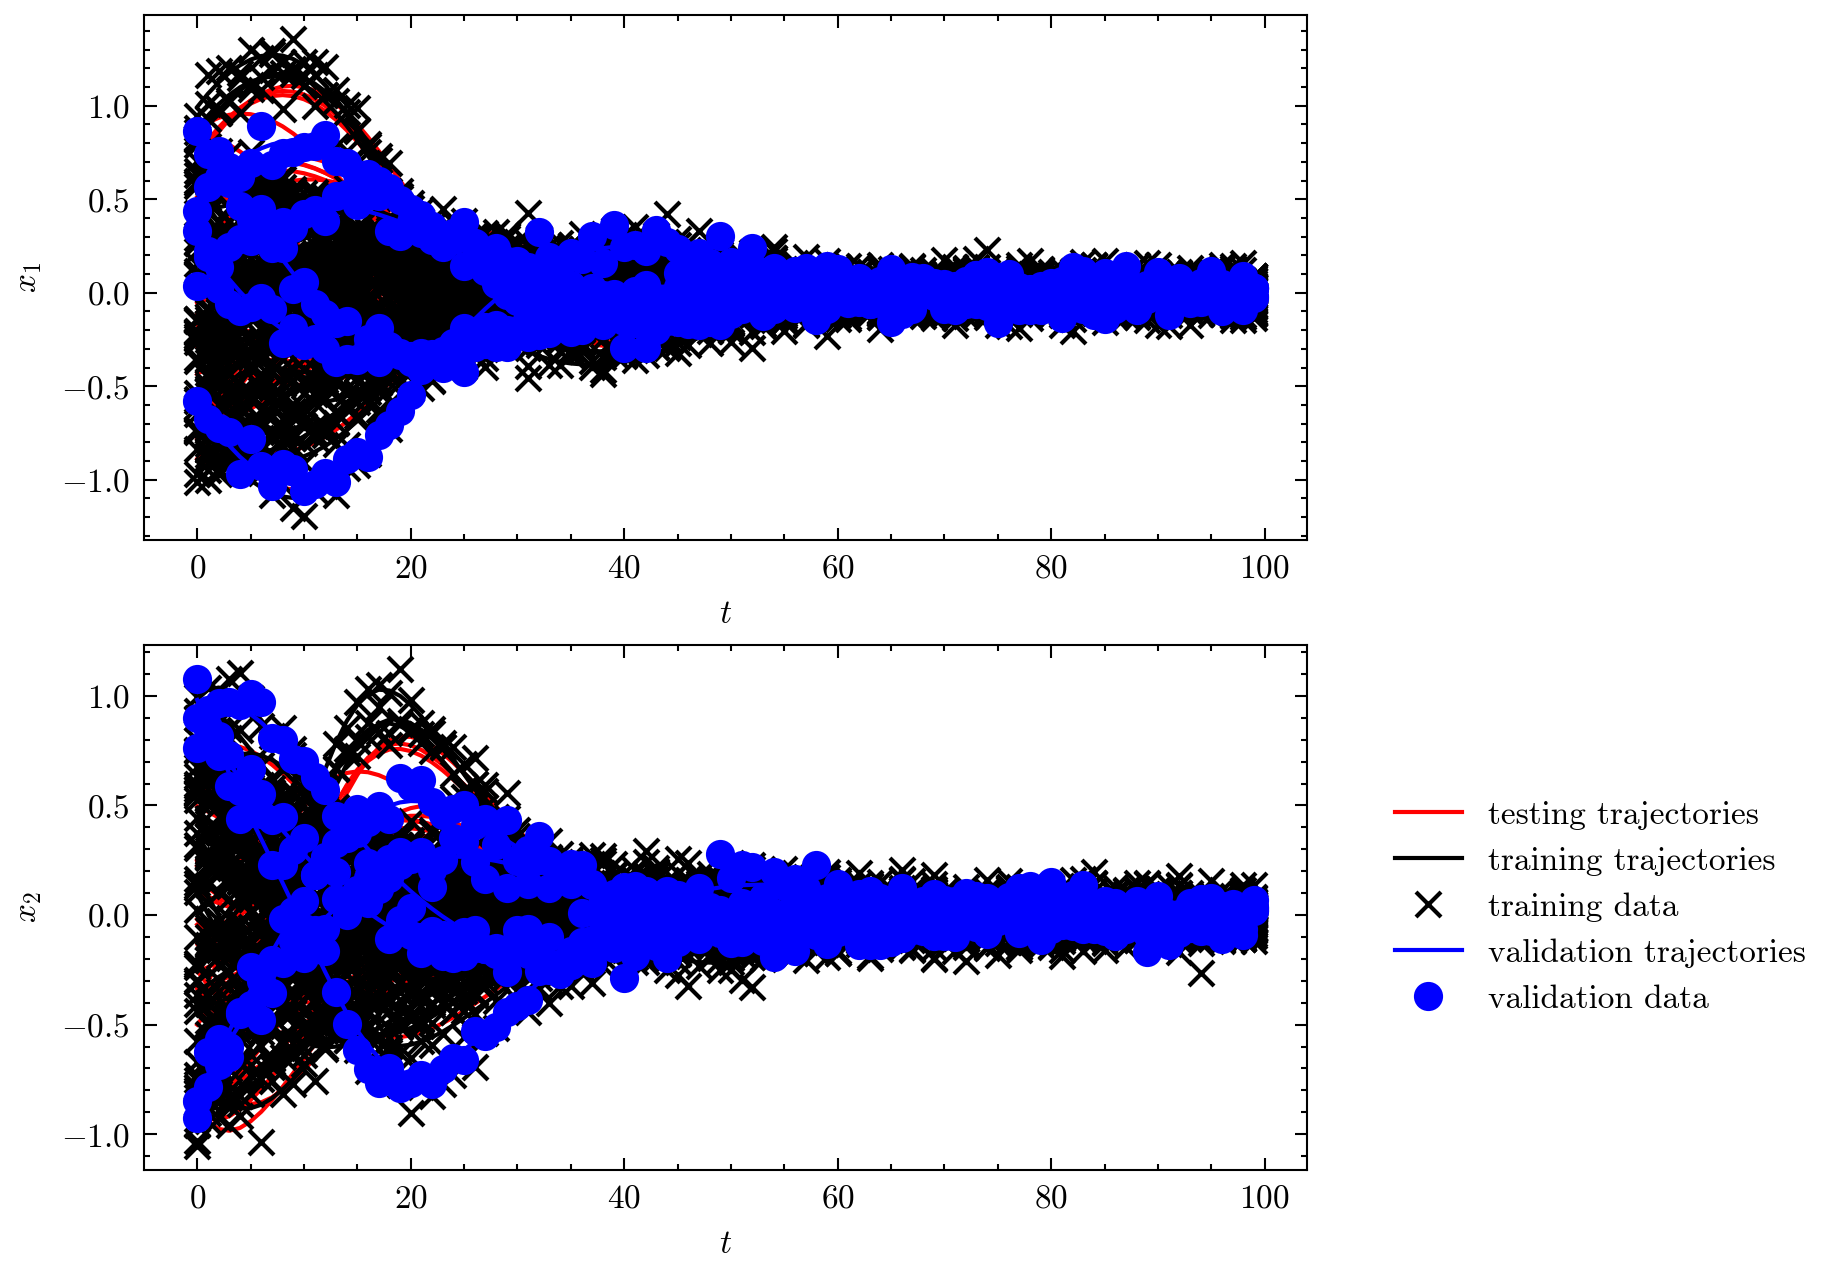 1.0
0.5
0.0
−0.5
−1.0
x₁
0 20 40 60 80 100
t
1.0
0.5
0.0
−0.5
−1.0
x₂
0 20 40 60 80 100
t
testing trajectories
training trajectories
training data
validation trajectories
validation data